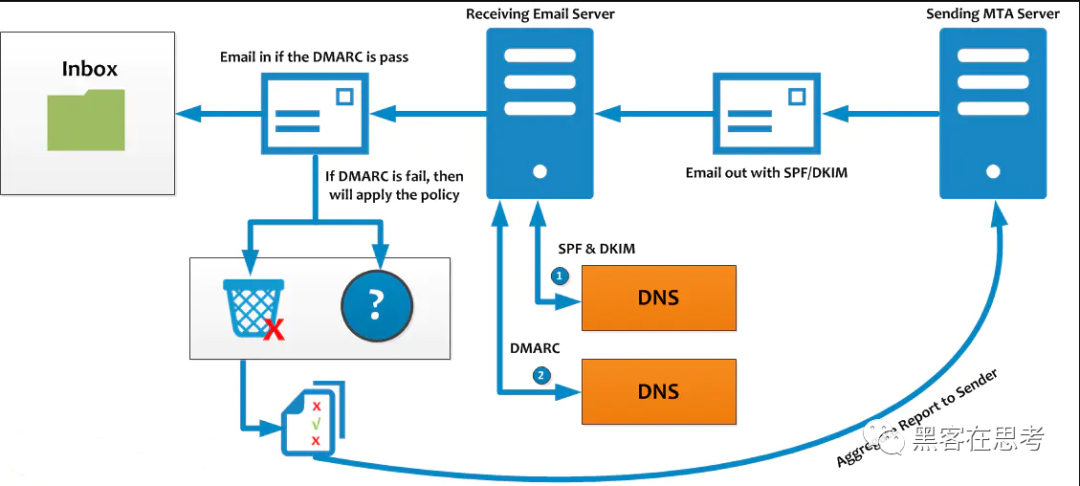 Receiving Email Server
Sending MTA Server
Email in if the DMARC is pass
Inbox
Email out with SPF/DKIM
If DMARC is fail, then
will apply the policy
SPF & DKIM
1
DNS
?
X
DMARC
2
DNS
X
√
X
Aggregate Report to Sender
黑客在思考